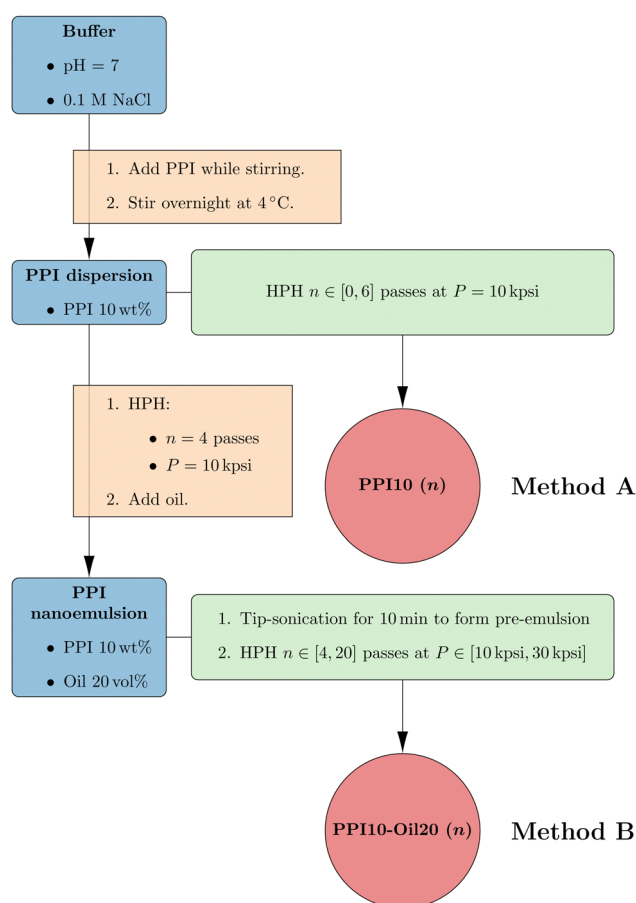 Buffer
• pH = 7
• 0.1 M NaCl
1. Add PPI while stirring.
2. Stir overnight at 4 °C.
PPI dispersion
• PPI 10 wt%
HPH n ∈ [0, 6] passes at P = 10 kpsi
1. HPH:
• n = 4 passes
• P = 10 kpsi
2. Add oil.
PPI10 (n)
Method A
PPI
nanoemulsion
• PPI 10 wt%
• Oil 20 vol%
1. Tip-sonication for 10 min to form pre-emulsion
2. HPH n ∈ [4, 20] passes at P ∈ [10 kpsi, 30 kpsi]
PPI10-Oil20 (n)
Method B